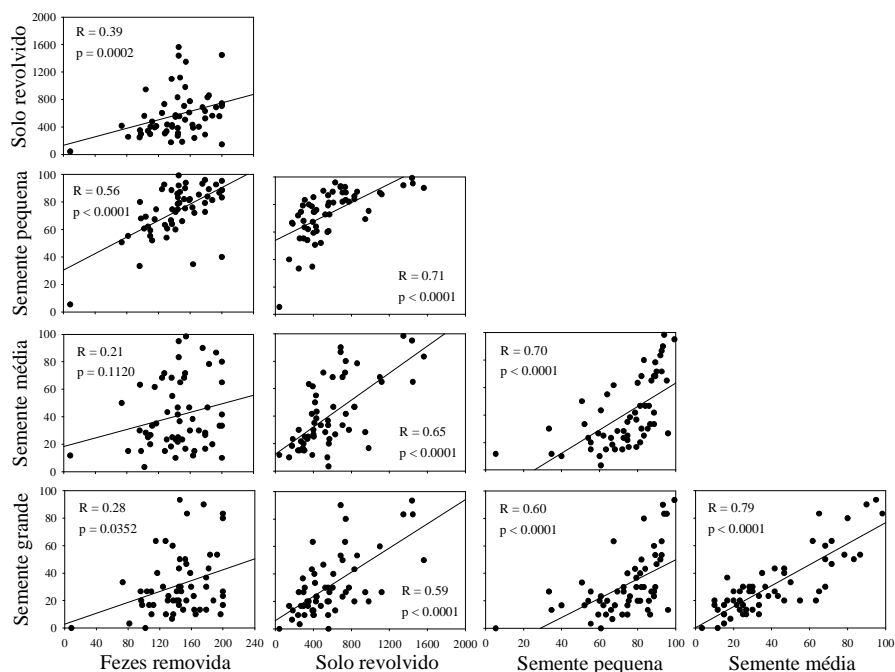 2000
1600
1200
800
400
0
Solo revolvido
R = 0.39
p = 0.0002
100
80
60
40
20
0
Semente pequena
R = 0.56
p < 0.0001
R = 0.71
p < 0.0001
100
80
60
40
20
0
Semente média
R = 0.21
p = 0.1120
R = 0.65
p < 0.0001
R = 0.70
p < 0.0001
100
80
60
40
20
0
Semente grande
R = 0.28
p = 0.0352
R = 0.59
p < 0.0001
R = 0.60
p < 0.0001
R = 0.79
p < 0.0001
0 40 80 120 160 200 240
0 400 800 1200 1600 2000
0 20 40 60 80 100
0 20 40 60 80 100
Fezes removida
Solo revolvido
Semente pequena
Semente média